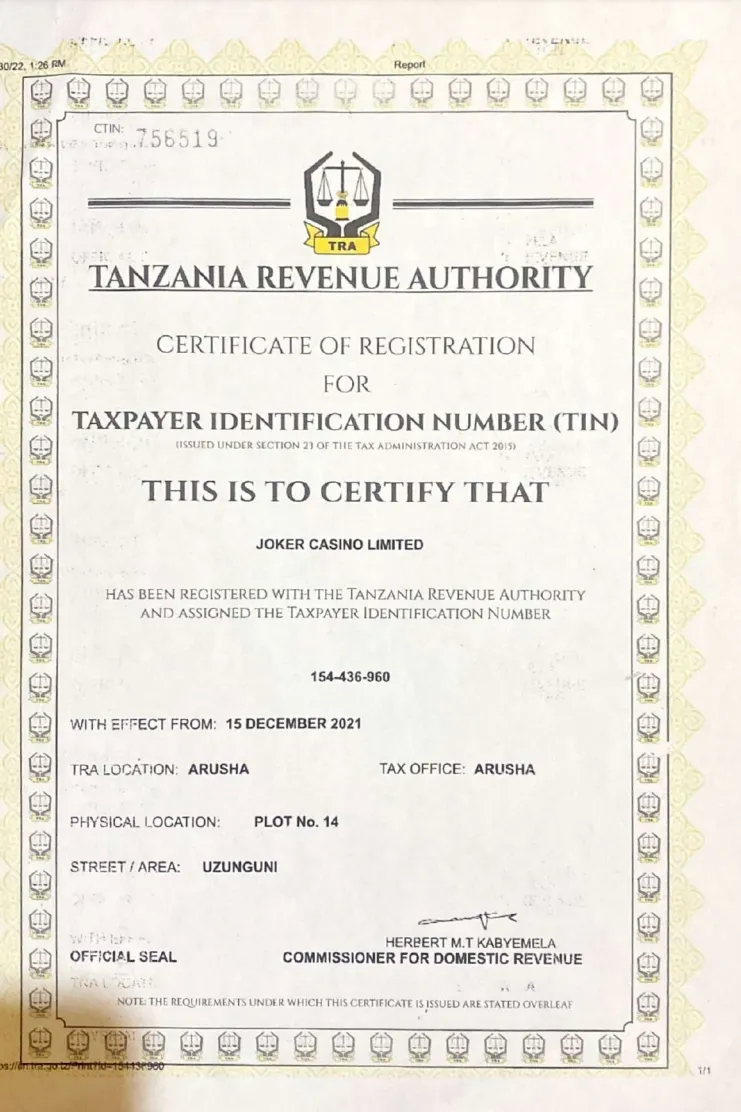 30/22, 1:26 PM
Report
CTIN: 756519
TRA
TANZANIA REVENUE AUTHORITY
CERTIFICATE OF REGISTRATION
FOR
TAXPAYER IDENTIFICATION NUMBER (TIN)
(ISSUED UNDER SECTION 23 OF THE TAX ADMINISTRATION ACT 2015)
THIS IS TO CERTIFY THAT
JOKER CASINO LIMITED
HAS BEEN REGISTERED WITH THE TANZANIA REVENUE AUTHORITY
AND ASSIGNED THE TAXPAYER IDENTIFICATION NUMBER
154-436-960
WITH EFFECT FROM: 15 DECEMBER 2021
TRA LOCATION: ARUSHA TAX OFFICE: ARUSHA
PHYSICAL LOCATION: PLOT No. 14
STREET / AREA: UZUNGUNI
HERBERT M.T KABYEMELA
OFFICIAL SEAL COMMISSIONER FOR DOMESTIC REVENUE
NOTE: THE REQUIREMENTS UNDER WHICH THIS CERTIFICATE IS ISSUED ARE STATED OVERLEAF
1/1